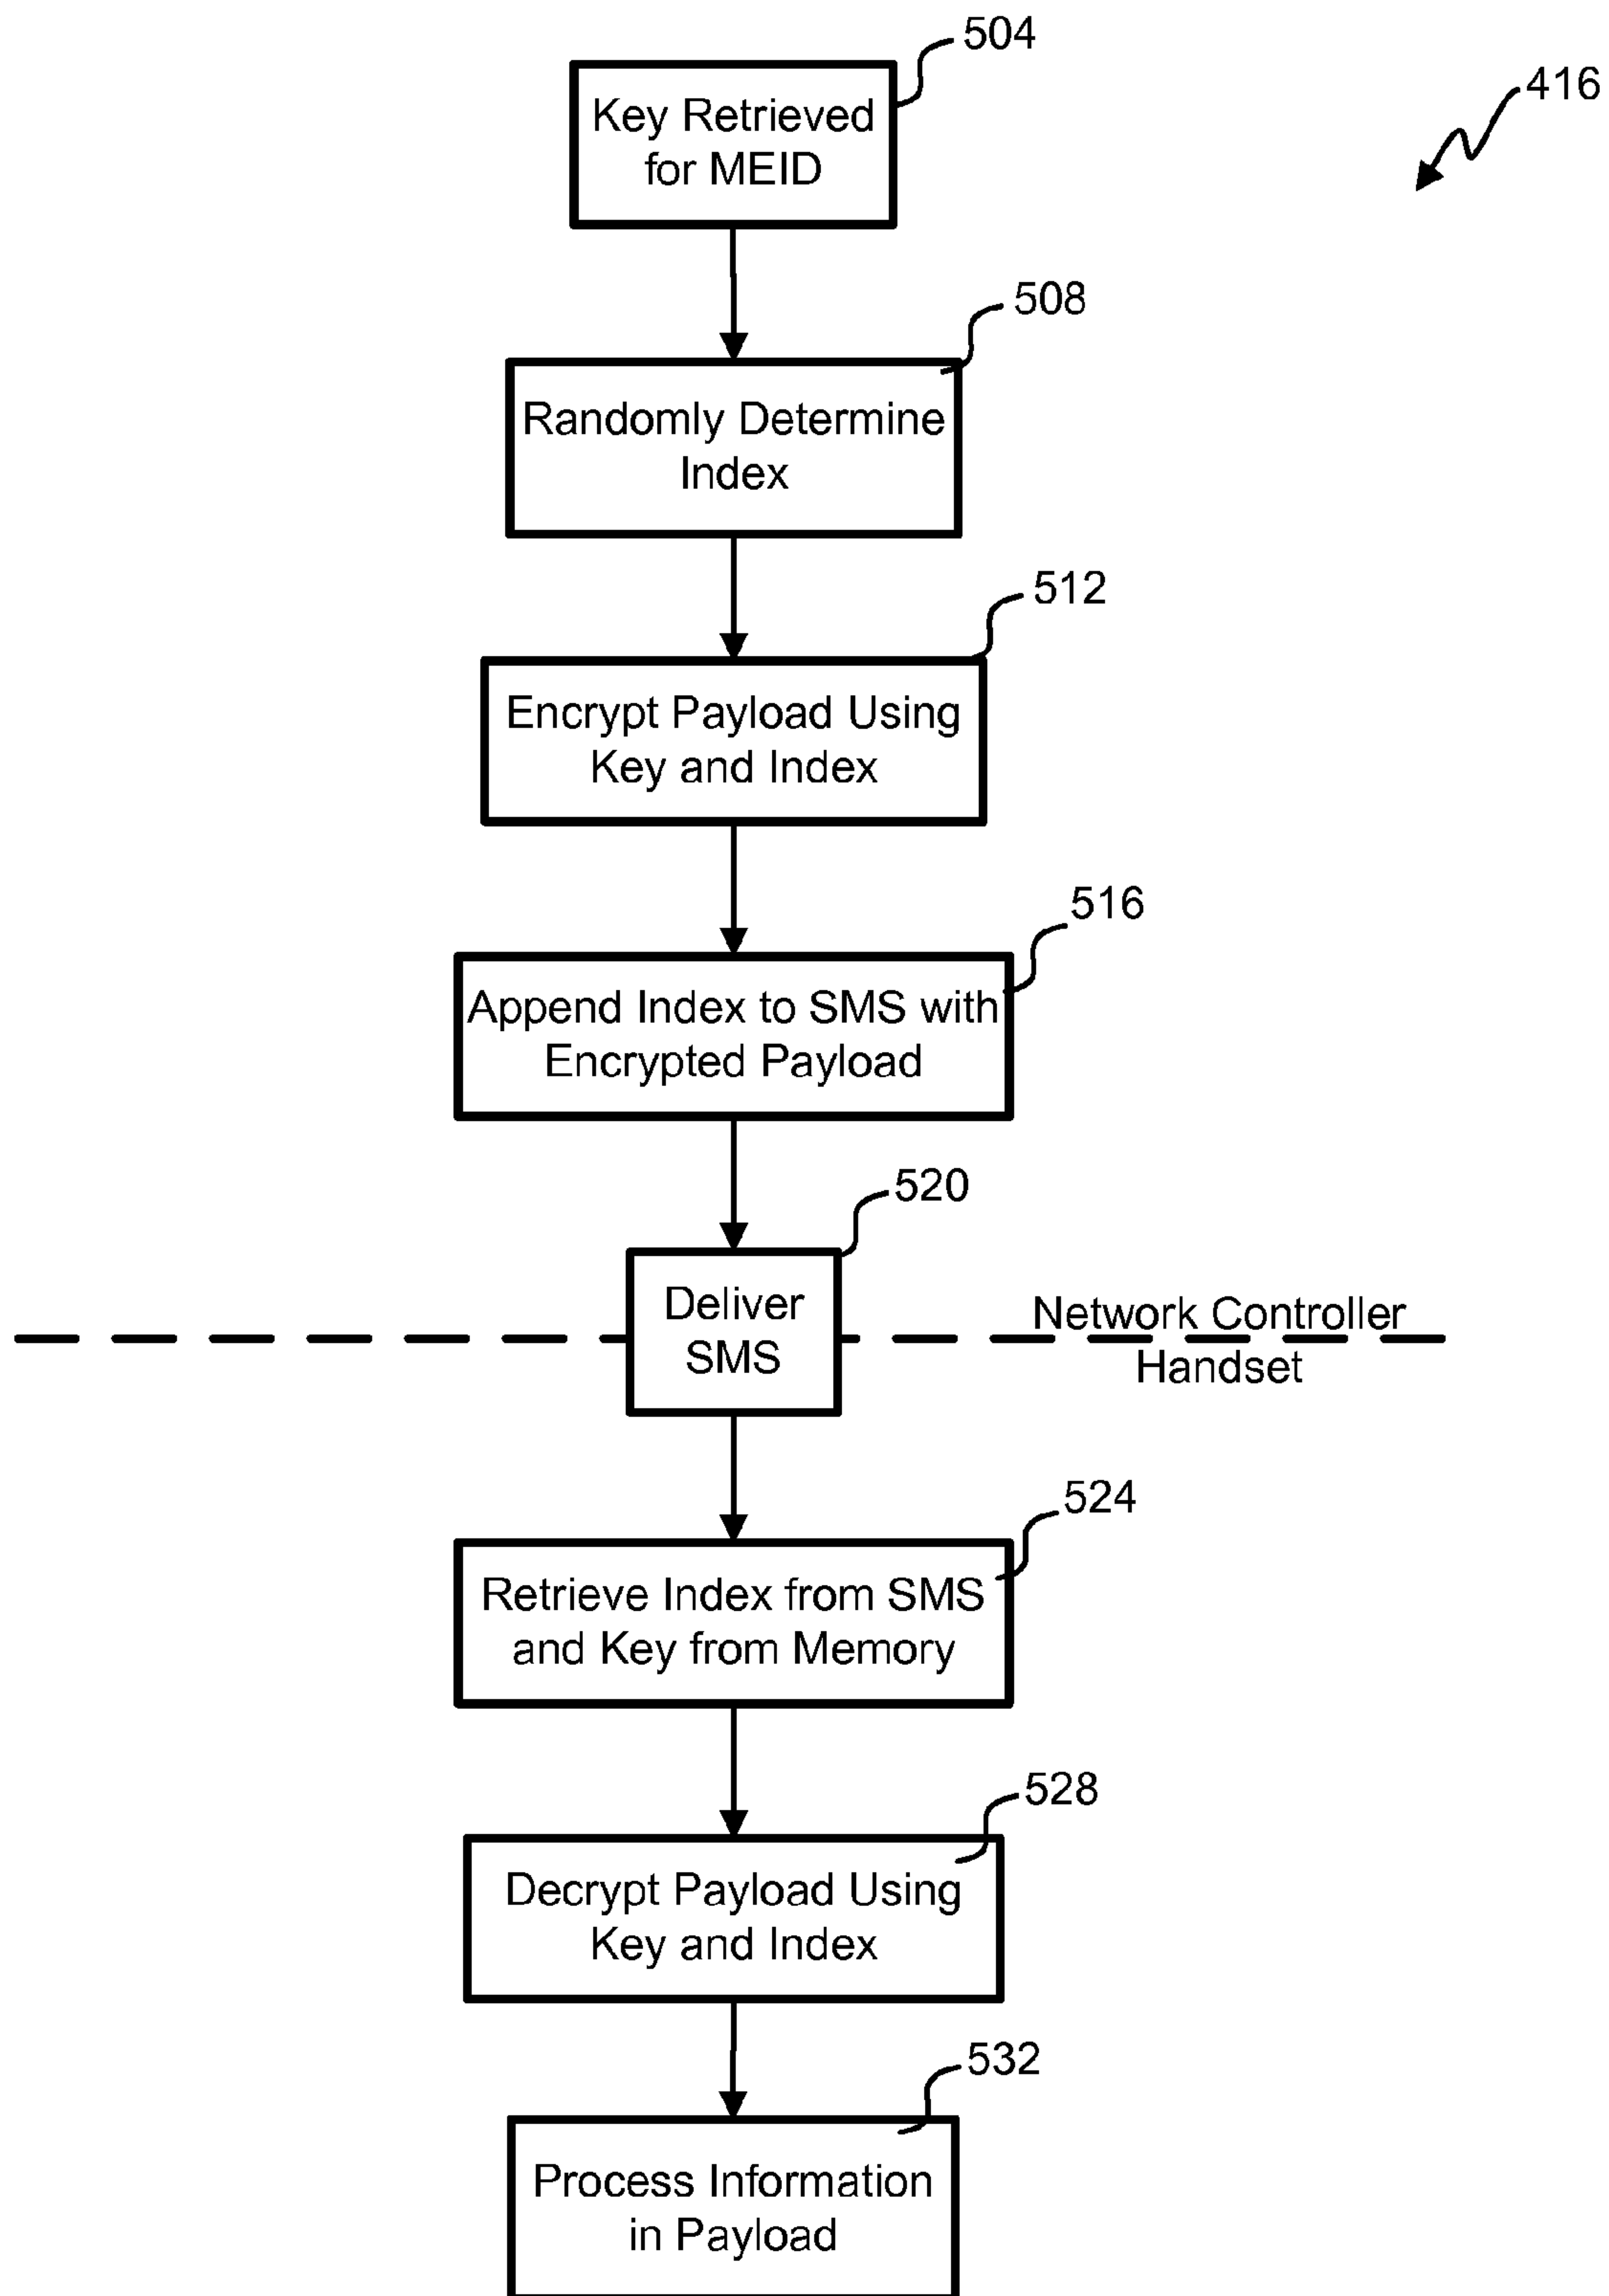 504
416
Key Retrieved
for MEID
508
Randomly Determine
Index
512
Encrypt Payload Using
Key and Index
516
Append Index to SMS with
Encrypted Payload
520
Deliver
SMS
Network Controller
Handset
524
Retrieve Index from SMS
and Key from Memory
528
Decrypt Payload Using
Key and Index
532
Process Information
in Payload